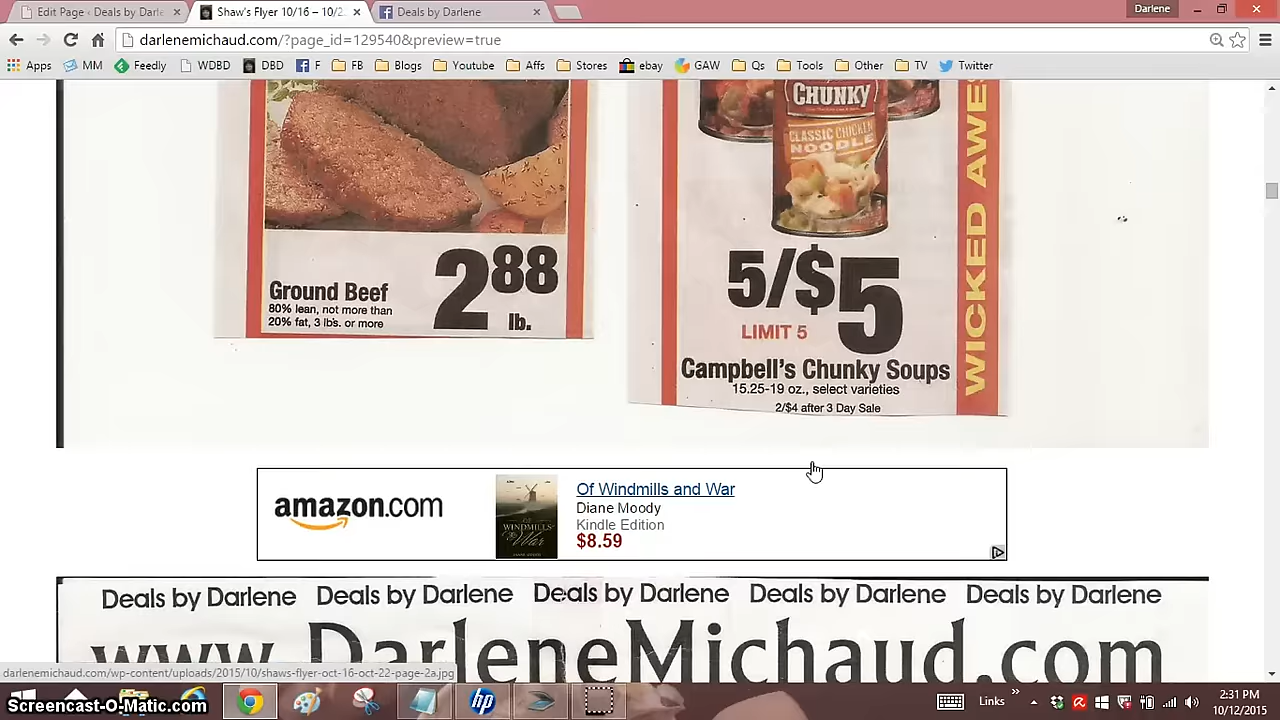 Edit Page ‹ Deals by Darl
Shaw's Flyer 10/16 – 10/2
Deals by Darlene
Darlene
darlenemichaud.com/?page_id=129540&preview=true
Apps MM Feedly WDBD DBD F FB Blogs Youtube Affs Stores ebay GAW Qs Tools Other TV Twitter
CHUNKY
CLASSIC CHICKEN
NOODLE
WICKED AWES
Ground Beef
80% lean, not more than
20% fat, 3 lb's. or more
2 88
lb.
5/$5
LIMIT 5
Campbell's Chunky Soups
15.25-19 oz., select varieties
2/$4 after 3 Day Sale
amazon.com
Of Windmills and War
Diane Moody
Kindle Edition
$8.59
Deals by Darlene Deals by Darlene Deals by Darlene Deals by Darlene Deals by Darlene
www.DarleneMichaud.com
darlenemichaud.com/wp-content/uploads/2015/10/shaws-flyer-oct-16-oct-22-page-2a.jpg
Screencast-O-Matic.com
hp
Links
2:31 PM
10/12/2015